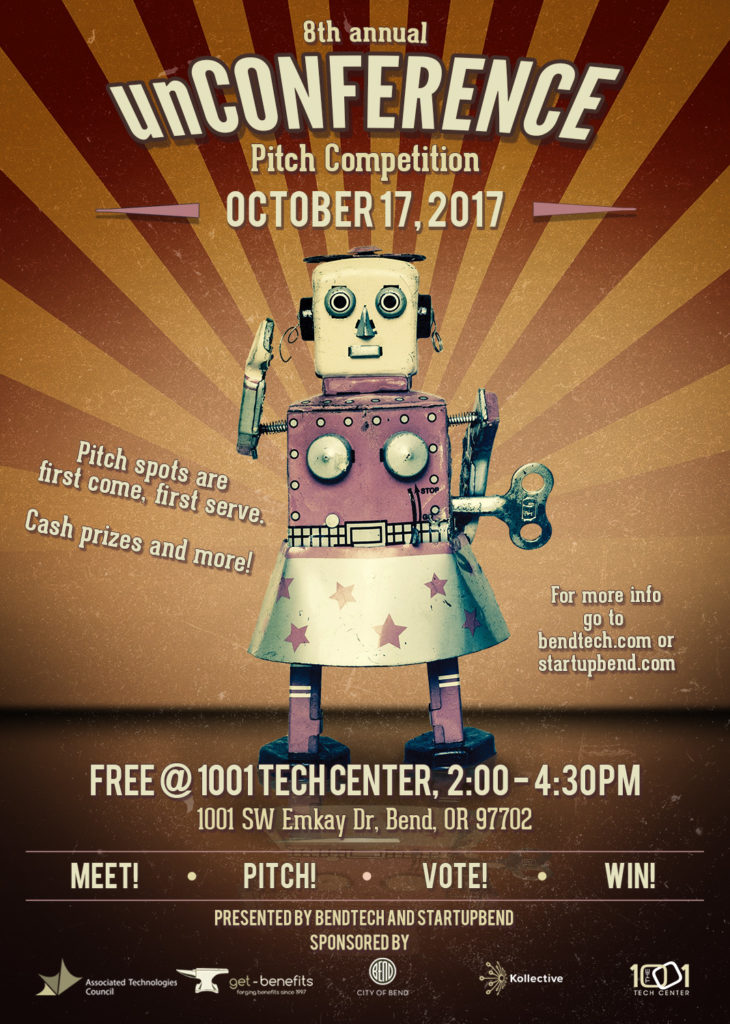 8th annual
unCONFERENCE
Pitch Competition
OCTOBER 17, 2017
STOP
Pitch spots are
first come, first serve.
Cash prizes and more!
For more info
go to
bendtech.com or
startupbend.com
FREE @ 1001 TECH CENTER, 2:00 – 4:30PM
1001 SW Emkay Dr, Bend, OR 97702
MEET! • PITCH! • VOTE! • WIN!
PRESENTED BY BENDTECH AND STARTUPBEND
SPONSORED BY
Associated Technologies
Council
get-benefits
forging benefits since 1997
BEND
CITY OF BEND
Kollective
THE
1001
TECH CENTER